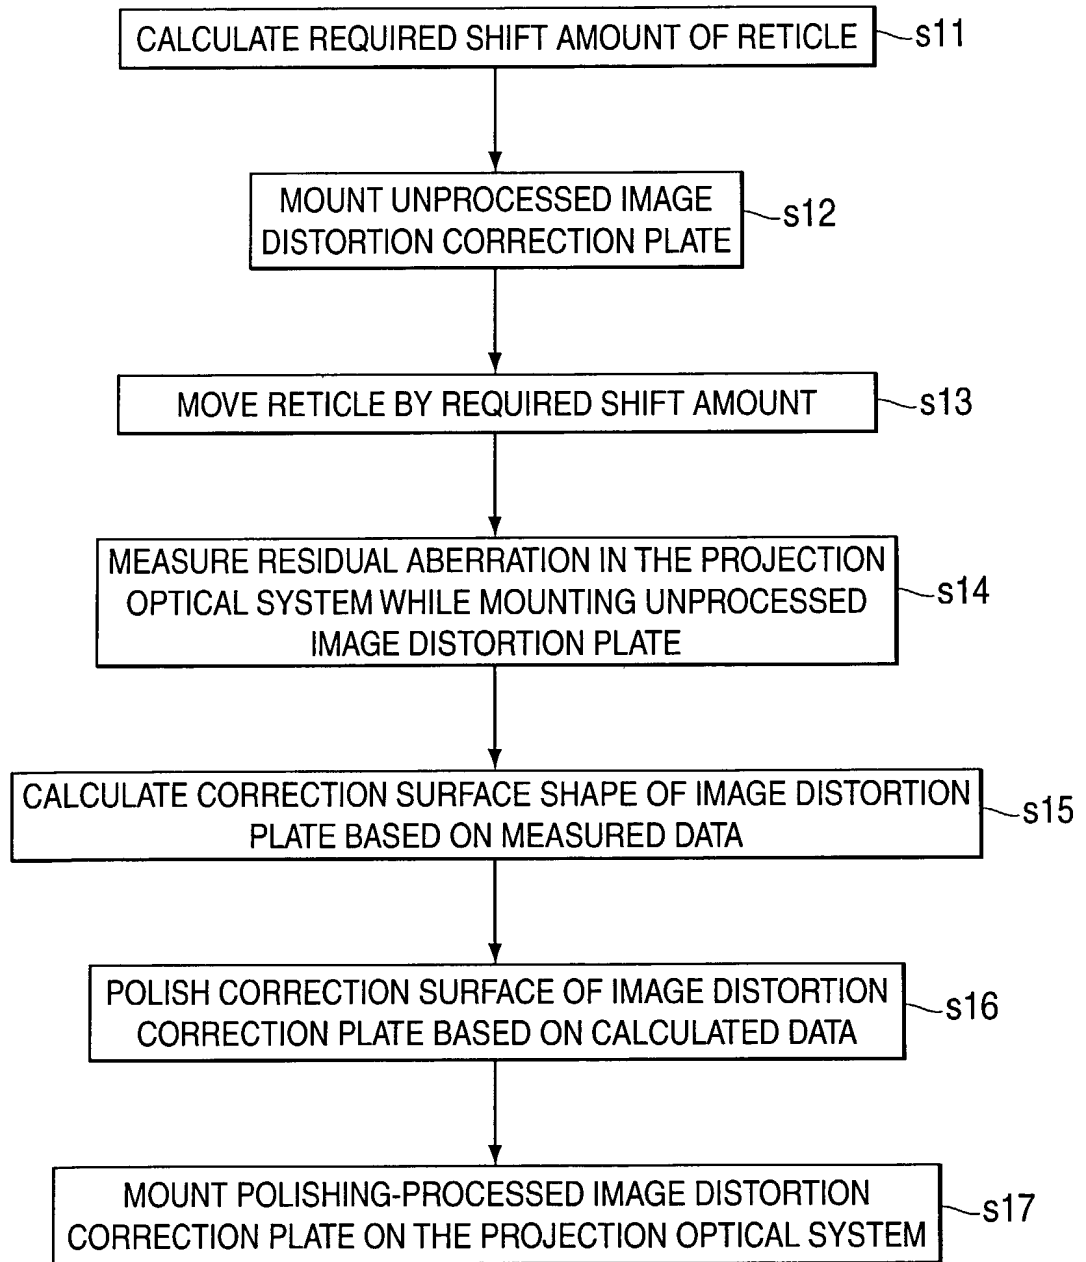 CALCULATE REQUIRED SHIFT AMOUNT OF RETICLE
s11
MOUNT UNPROCESSED IMAGE
DISTORTION CORRECTION PLATE
s12
MOVE RETICLE BY REQUIRED SHIFT AMOUNT
s13
MEASURE RESIDUAL ABERRATION IN THE PROJECTION
OPTICAL SYSTEM WHILE MOUNTING UNPROCESSED
IMAGE DISTORTION PLATE
s14
CALCULATE CORRECTION SURFACE SHAPE OF IMAGE DISTORTION
PLATE BASED ON MEASURED DATA
s15
POLISH CORRECTION SURFACE OF IMAGE DISTORTION
CORRECTION PLATE BASED ON CALCULATED DATA
s16
MOUNT POLISHING-PROCESSED IMAGE DISTORTION
CORRECTION PLATE ON THE PROJECTION OPTICAL SYSTEM
s17